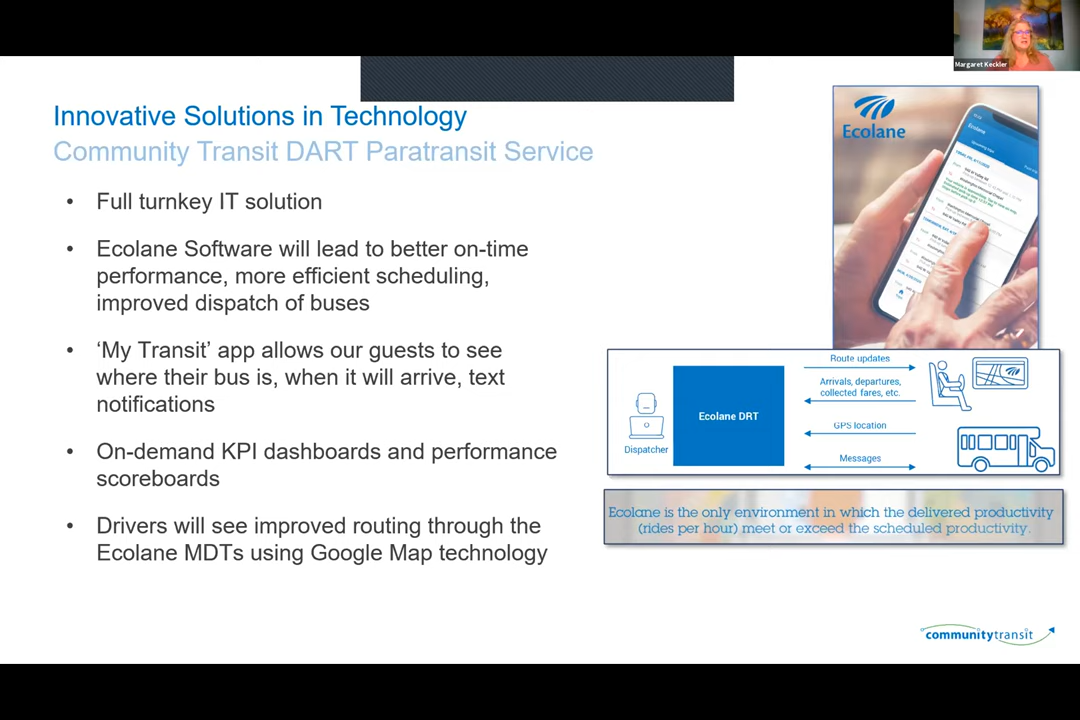 Margaret Keckler
Innovative Solutions in Technology
Community Transit DART Paratransit Service
• Full turnkey IT solution
• Ecolane Software will lead to better on-time
performance, more efficient scheduling,
improved dispatch of buses
• ‘My Transit’ app allows our guests to see
where their bus is, when it will arrive, text
notifications
• On-demand KPI dashboards and performance
scoreboards
• Drivers will see improved routing through the
Ecolane MDTs using Google Map technology
Ecolane
Ecolane
Dispatcher
Ecolane DRT
Route updates
Arrivals, departures,
collected fares, etc.
GPS location
Messages
Ecolane is the only environment in which the delivered productivity
(rides per hour) meet or exceed the scheduled productivity.
communitytransit